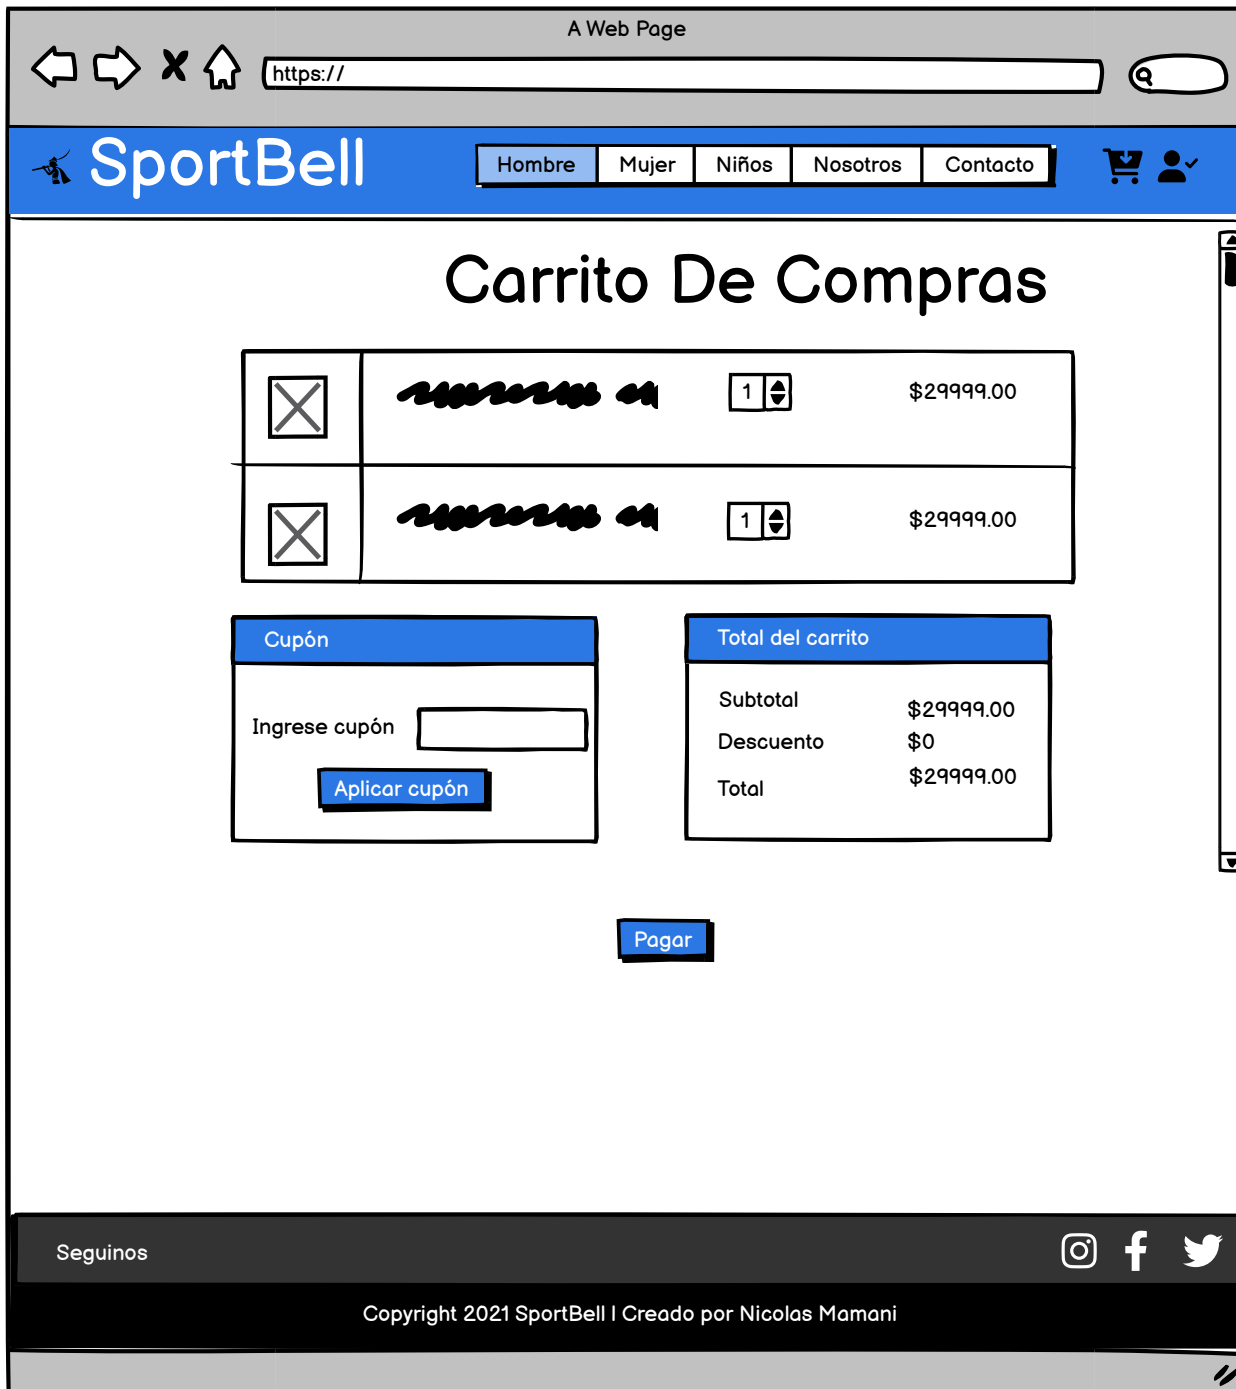 A Web Page
https://
SportBell
Hombre Mujer Niños Nosotros Contacto
Carrito De Compras
1 $29999.00
1 $29999.00
Cupón
Ingrese cupón
Aplicar cupón
Total del carrito
Subtotal $29999.00
Descuento $0
Total $29999.00
Pagar
Seguinos
Copyright 2021 SportBell | Creado por Nicolas Mamani